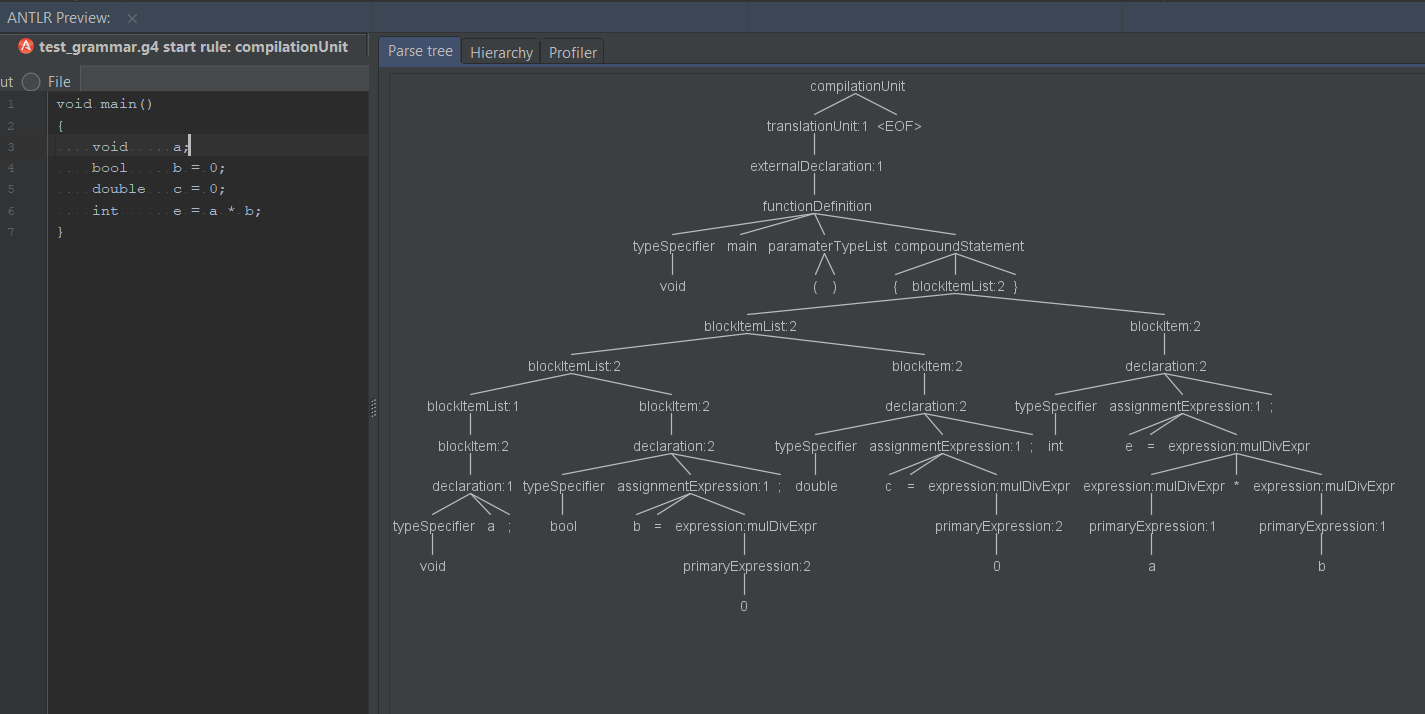 ANTLR Preview: ×
test_grammar.g4 start rule: compilationUnit
Parse tree Hierarchy Profiler
ut File
1 void main()
2 {
3 void a;
4 bool b = 0;
5 double c = 0;
6 int e = a * b;
7 }
compilationUnit
translationUnit:1 <EOF>
externalDeclaration:1
functionDefinition
typeSpecifier main paramaterTypeList compoundStatement
void ( ) { blockItemList:2 }
blockItemList:2 blockItem:2
blockItemList:2 blockItem:2 declaration:2
blockItemList:1 blockItem:2 declaration:2 typeSpecifier assignmentExpression:1 ;
blockItem:2 declaration:2 typeSpecifier assignmentExpression:1 ; int e = expression:mulDivExpr
declaration:1 typeSpecifier assignmentExpression:1 ; double c = expression:mulDivExpr expression:mulDivExpr * expression:mulDivExpr
typeSpecifier a ; bool b = expression:mulDivExpr primaryExpression:2 primaryExpression:1 primaryExpression:1
void primaryExpression:2 0 a b
0